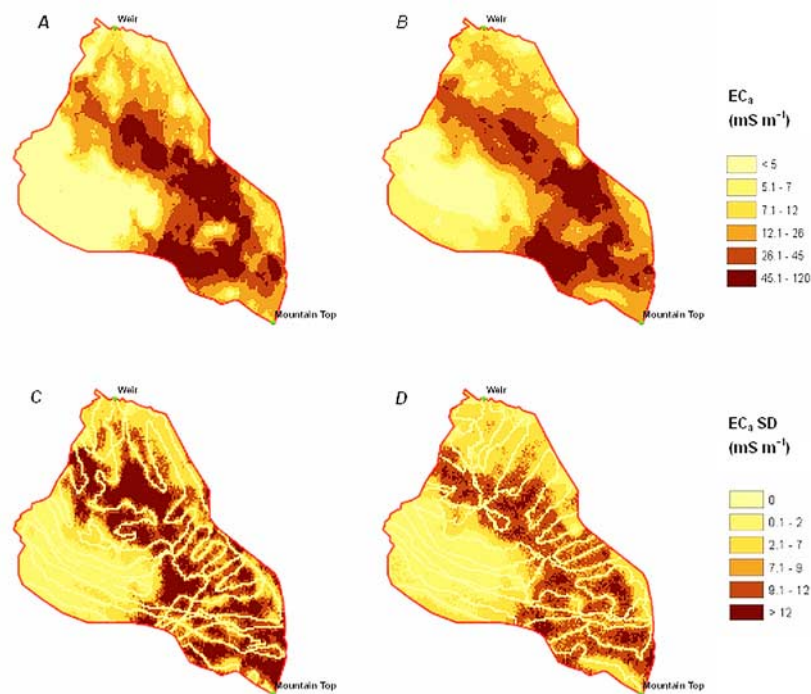 A
Weir
Mountain Top
B
Weir
Mountain Top
ECa
(mS m⁻¹)
< 5
5.1 - 7
7.1 - 12
12.1 - 26
26.1 - 45
45.1 - 120
C
Weir
Mountain Top
D
Weir
Mountain Top
ECa SD
(mS m⁻¹)
0
0.1 - 2
2.1 - 7
7.1 - 9
9.1 - 12
> 12